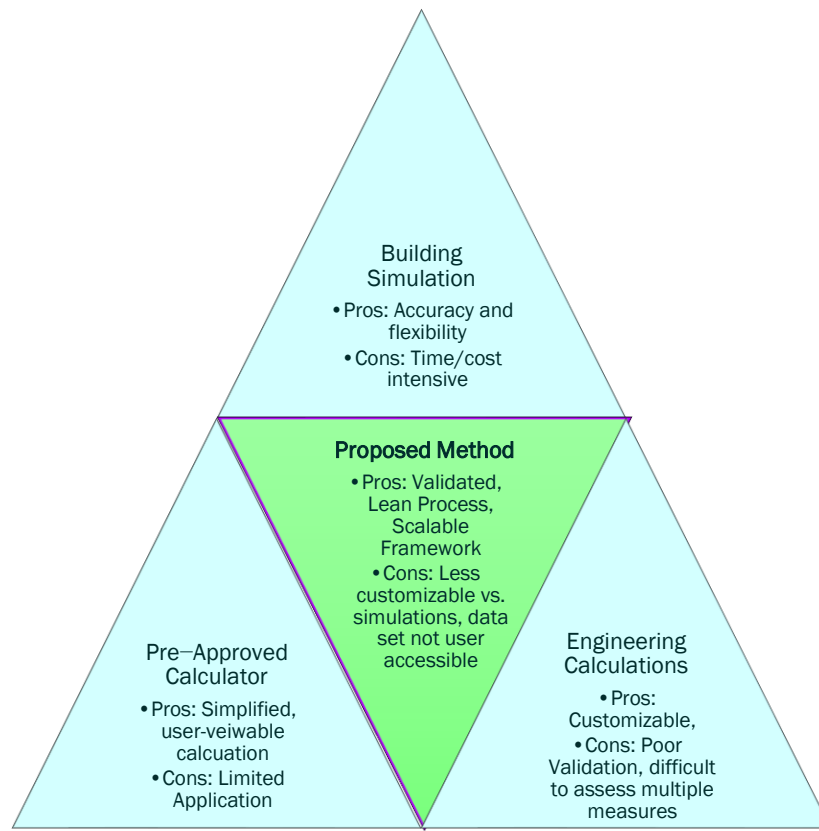 Building
Simulation
•Pros: Accuracy and
flexibility
•Cons: Time/cost
intensive
Proposed Method
•Pros: Validated,
Lean Process,
Scalable
Framework
•Cons: Less
customizable vs.
simulations, data
set not user
accessible
Pre-Approved
Calculator
•Pros: Simplified,
user-veiwable
calcuation
•Cons: Limited
Application
Engineering
Calculations
•Pros:
Customizable,
•Cons: Poor
Validation, difficult
to assess multiple
measures